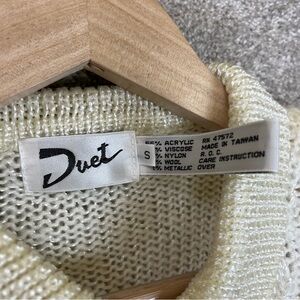 Duet
S
% ACRYLIC RN 47572
% VISCOSE MADE IN TAIWAN
% NYLON R. O. C.
% WOOL CARE INSTRUCTION
% METALLIC OVER